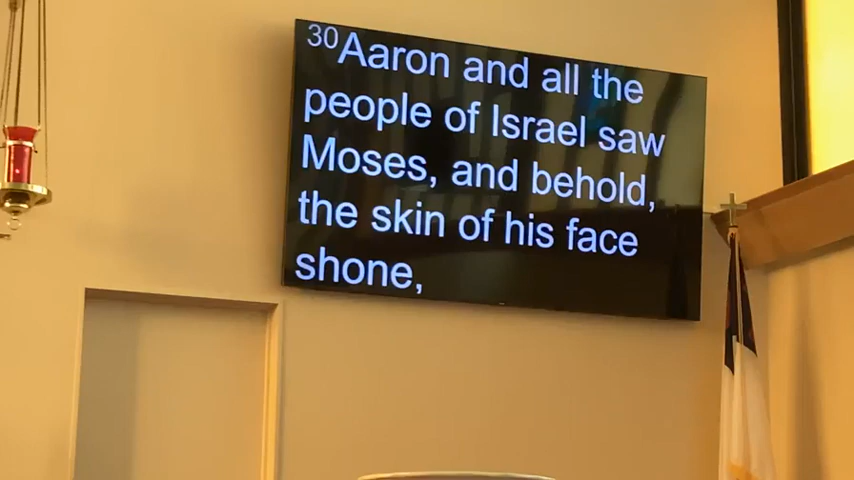 30Aaron and all the
people of Israel saw
Moses, and behold,
the skin of his face
shone,